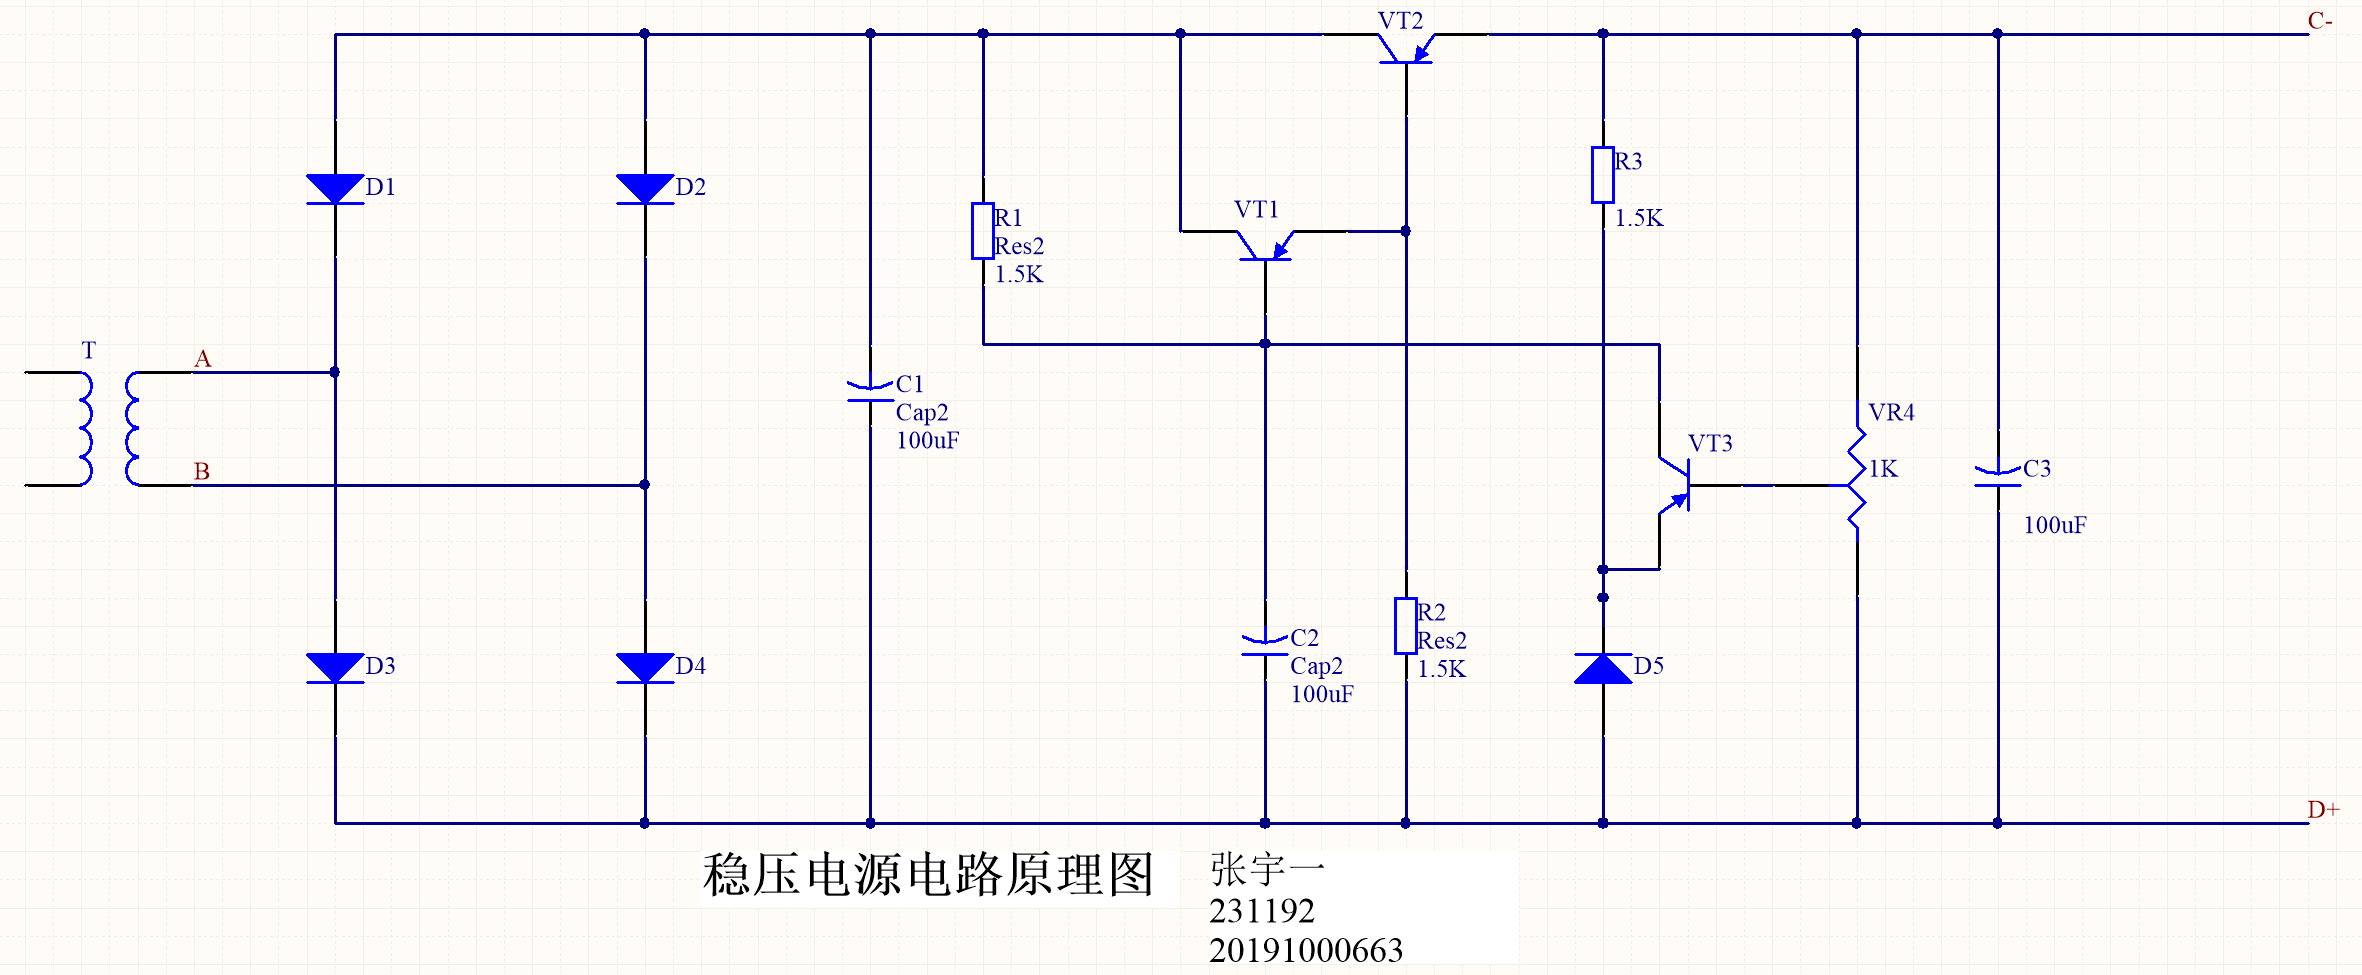 VT2
C-
D1
D2
R1
Res2
1.5K
VT1
R3
1.5K
T
A
B
C1
Cap2
100uF
VR4
1K
VT3
C3
100uF
D3
D4
C2
Cap2
100uF
R2
Res2
1.5K
D5
D+
稳压电源电路原理图
张宇一
231192
20191000663